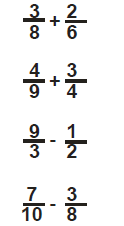 3/8 + 2/6
4/9 + 3/4
9/3 - 1/2
7/10 - 3/8